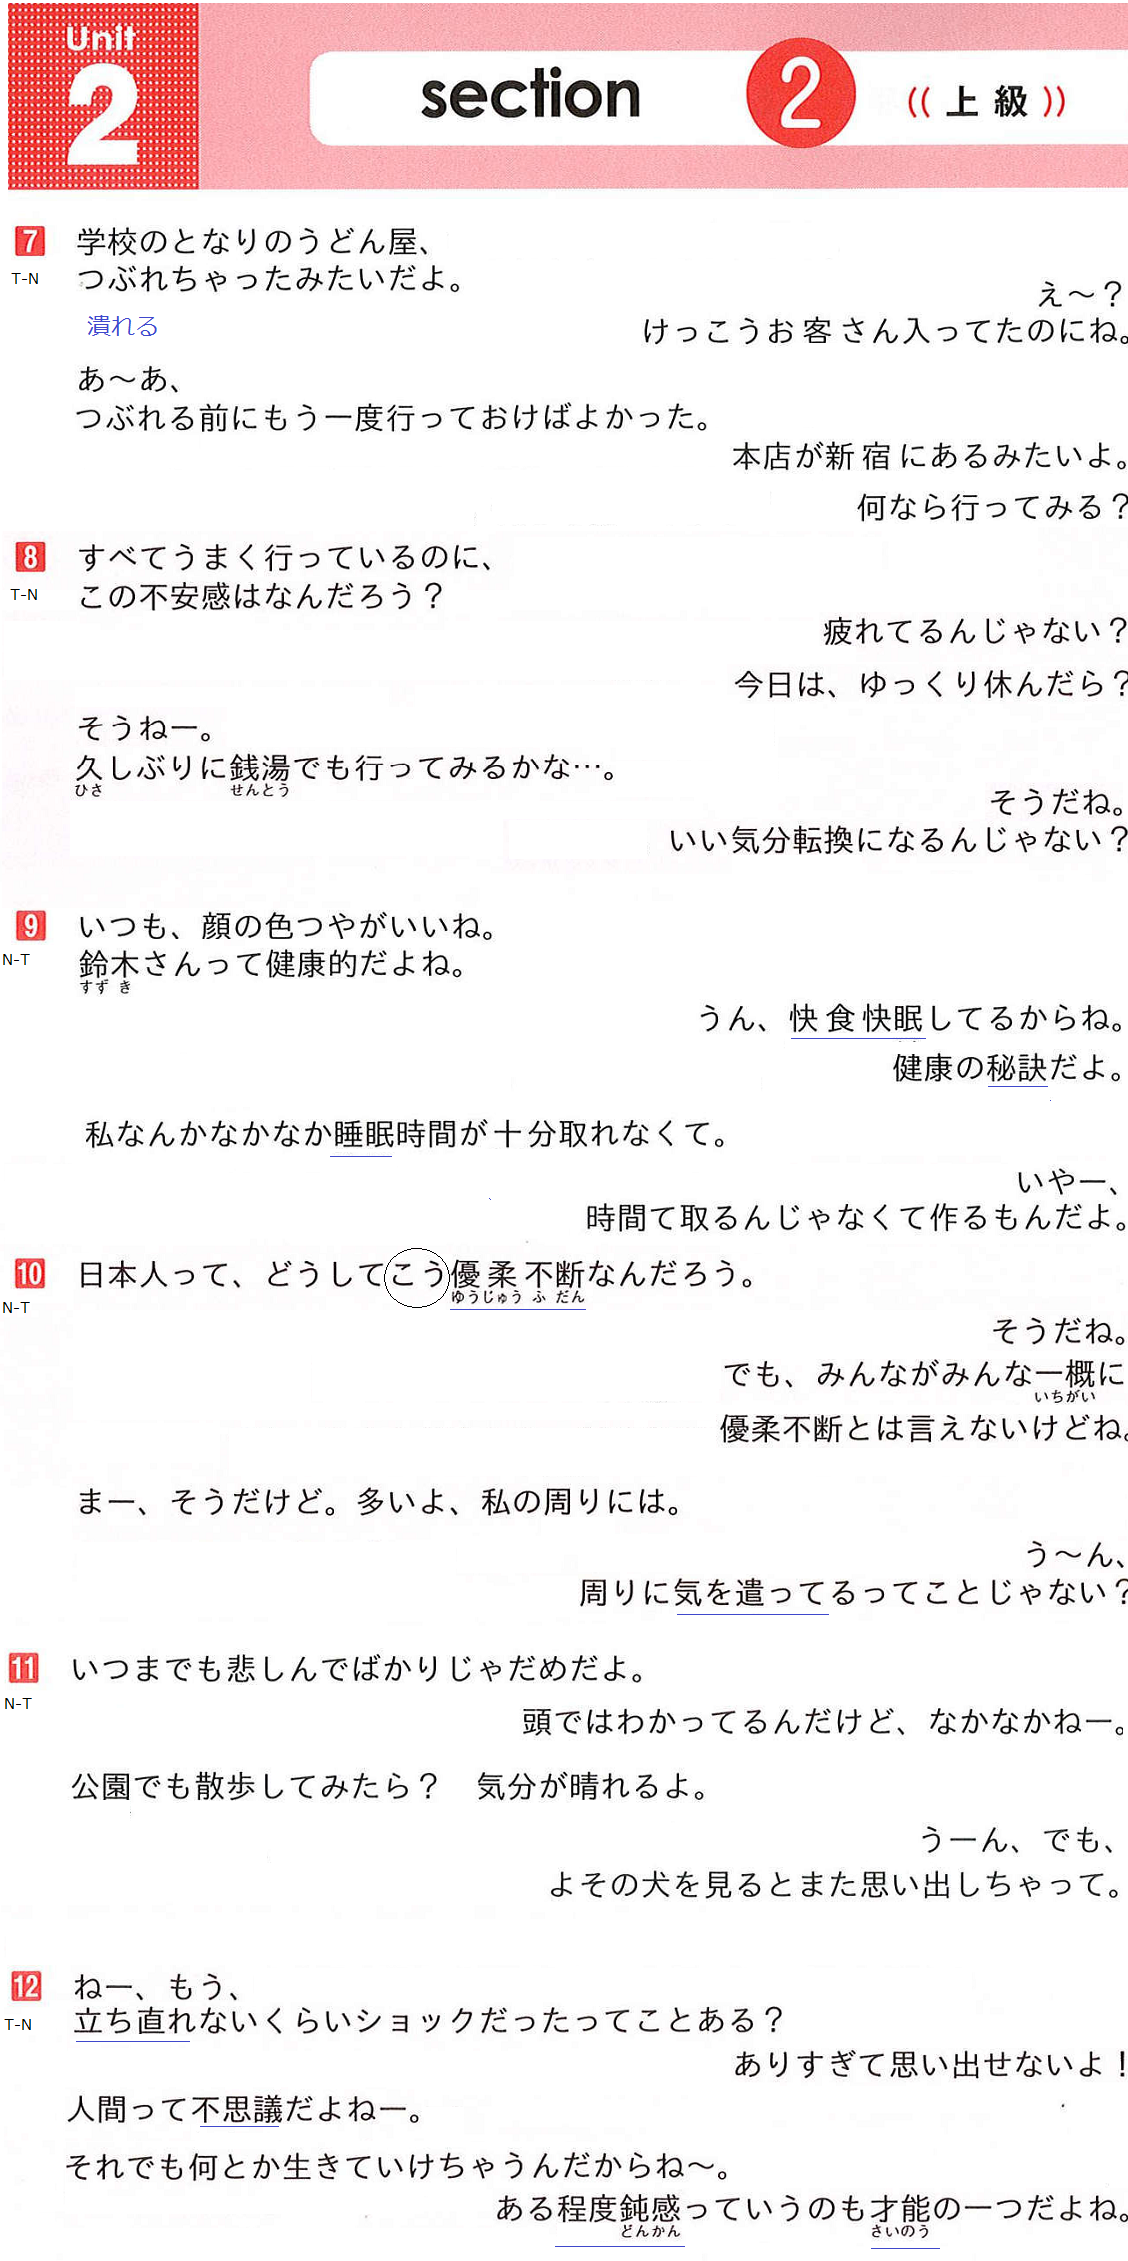 Unit
2
section 2 ((上級))
7 学校のとなりのうどん屋、
T-N つぶれちゃったみたいだよ。
え〜？
潰れる
けっこうお客さん入ってたのにね。
あ〜あ、
つぶれる前にもう一度行っておけばよかった。
本店が新宿にあるみたいよ。
何なら行ってみる？
8 すべてうまく行っているのに、
T-N この不安感はなんだろう？
疲れてるんじゃない？
今日は、ゆっくり休んだら？
そうねー。
久しぶりに銭湯でも行ってみるかな…。
ひさ せんとう
そうだね。
いい気分転換になるんじゃない？
9 いつも、顔の色つやがいいね。
N-T 鈴木さんって健康的だよね。
すず き
うん、快食快眠してるからね。
健康の秘訣だよ。
私なんかなかなか睡眠時間が十分取れなくて。
いやー、
時間て取るんじゃなくて作るもんだよ。
10 日本人って、どうしてこう優柔不断なんだろう。
N-T ゆうじゅう ふ だん
そうだね。
でも、みんながみんな一概に
いちがい
優柔不断とは言えないけどね。
まー、そうだけど。多いよ、私の周りには。
う〜ん、
周りに気を遣ってるってことじゃない？
11 いつまでも悲しんでばかりじゃだめだよ。
N-T
頭ではわかってるんだけど、なかなかねー。
公園でも散歩してみたら？ 気分が晴れるよ。
うーん、でも、
よその犬を見るとまた思い出しちゃって。
12 ねー、もう、
T-N 立ち直れないくらいショックだったってことある？
ありすぎて思い出せないよ！
人間って不思議だよねー。
それでも何とか生きていけちゃうんだからね〜。
ある程度鈍感っていうのも才能の一つだよね。
どんかん さいのう